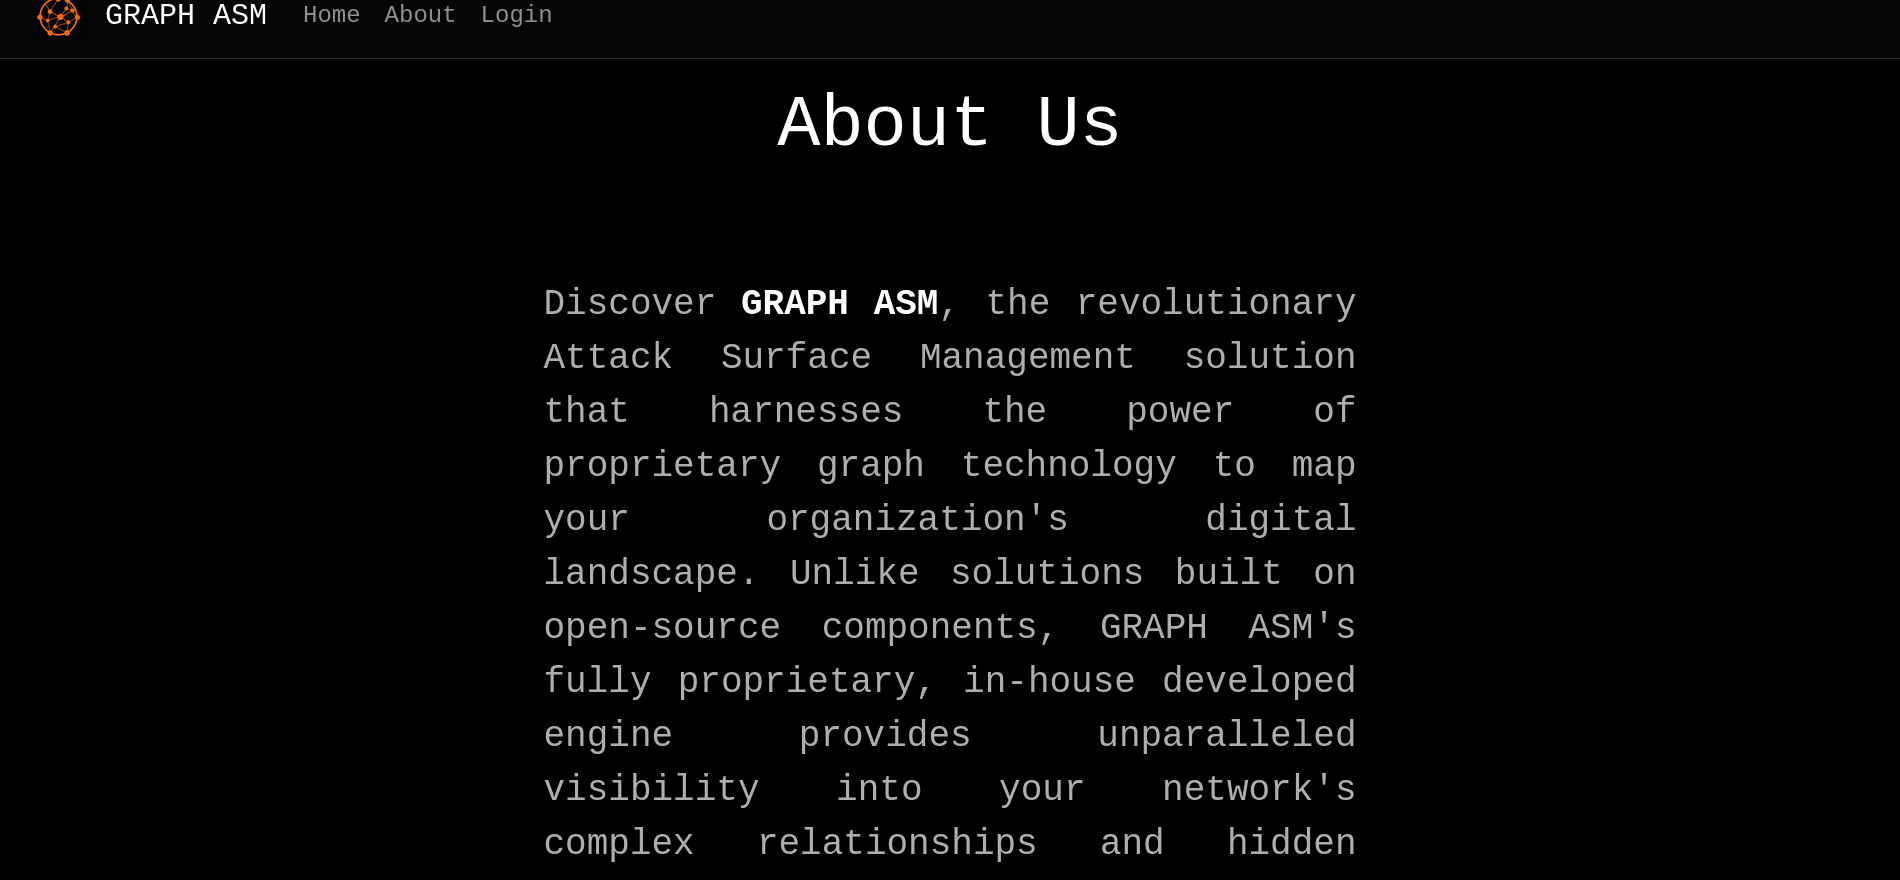 GRAPH ASM Home About Login
About Us
Discover GRAPH ASM, the revolutionary
Attack Surface Management solution
that harnesses the power of
proprietary graph technology to map
your organization's digital
landscape. Unlike solutions built on
open-source components, GRAPH ASM's
fully proprietary, in-house developed
engine provides unparalleled
visibility into your network's
complex relationships and hidden